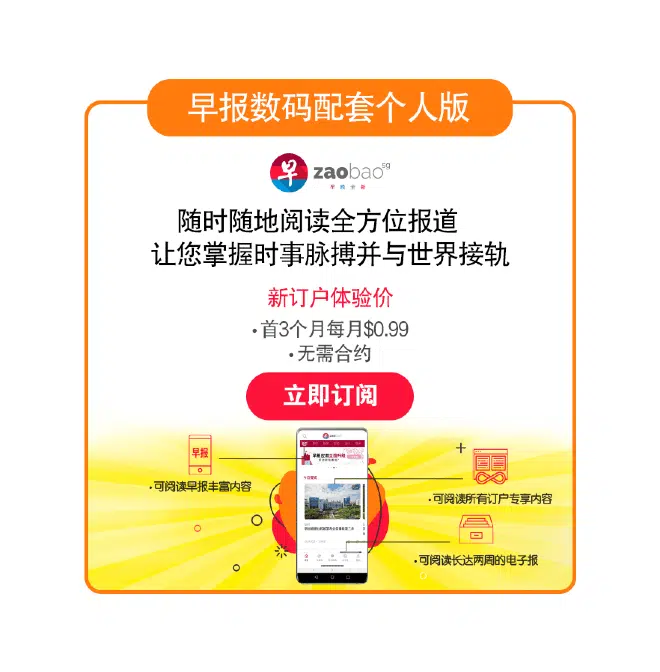 早报数码配套个人版
早
zaobaosg
早报
随时随地阅读全方位报道
让您掌握时事脉搏并与世界接轨
新订户体验价
•首3个月每月$0.99
•无需合约
立即订阅
早报
•可阅读早报丰富内容
•可阅读所有订户专享内容
•可阅读长达两周的电子报